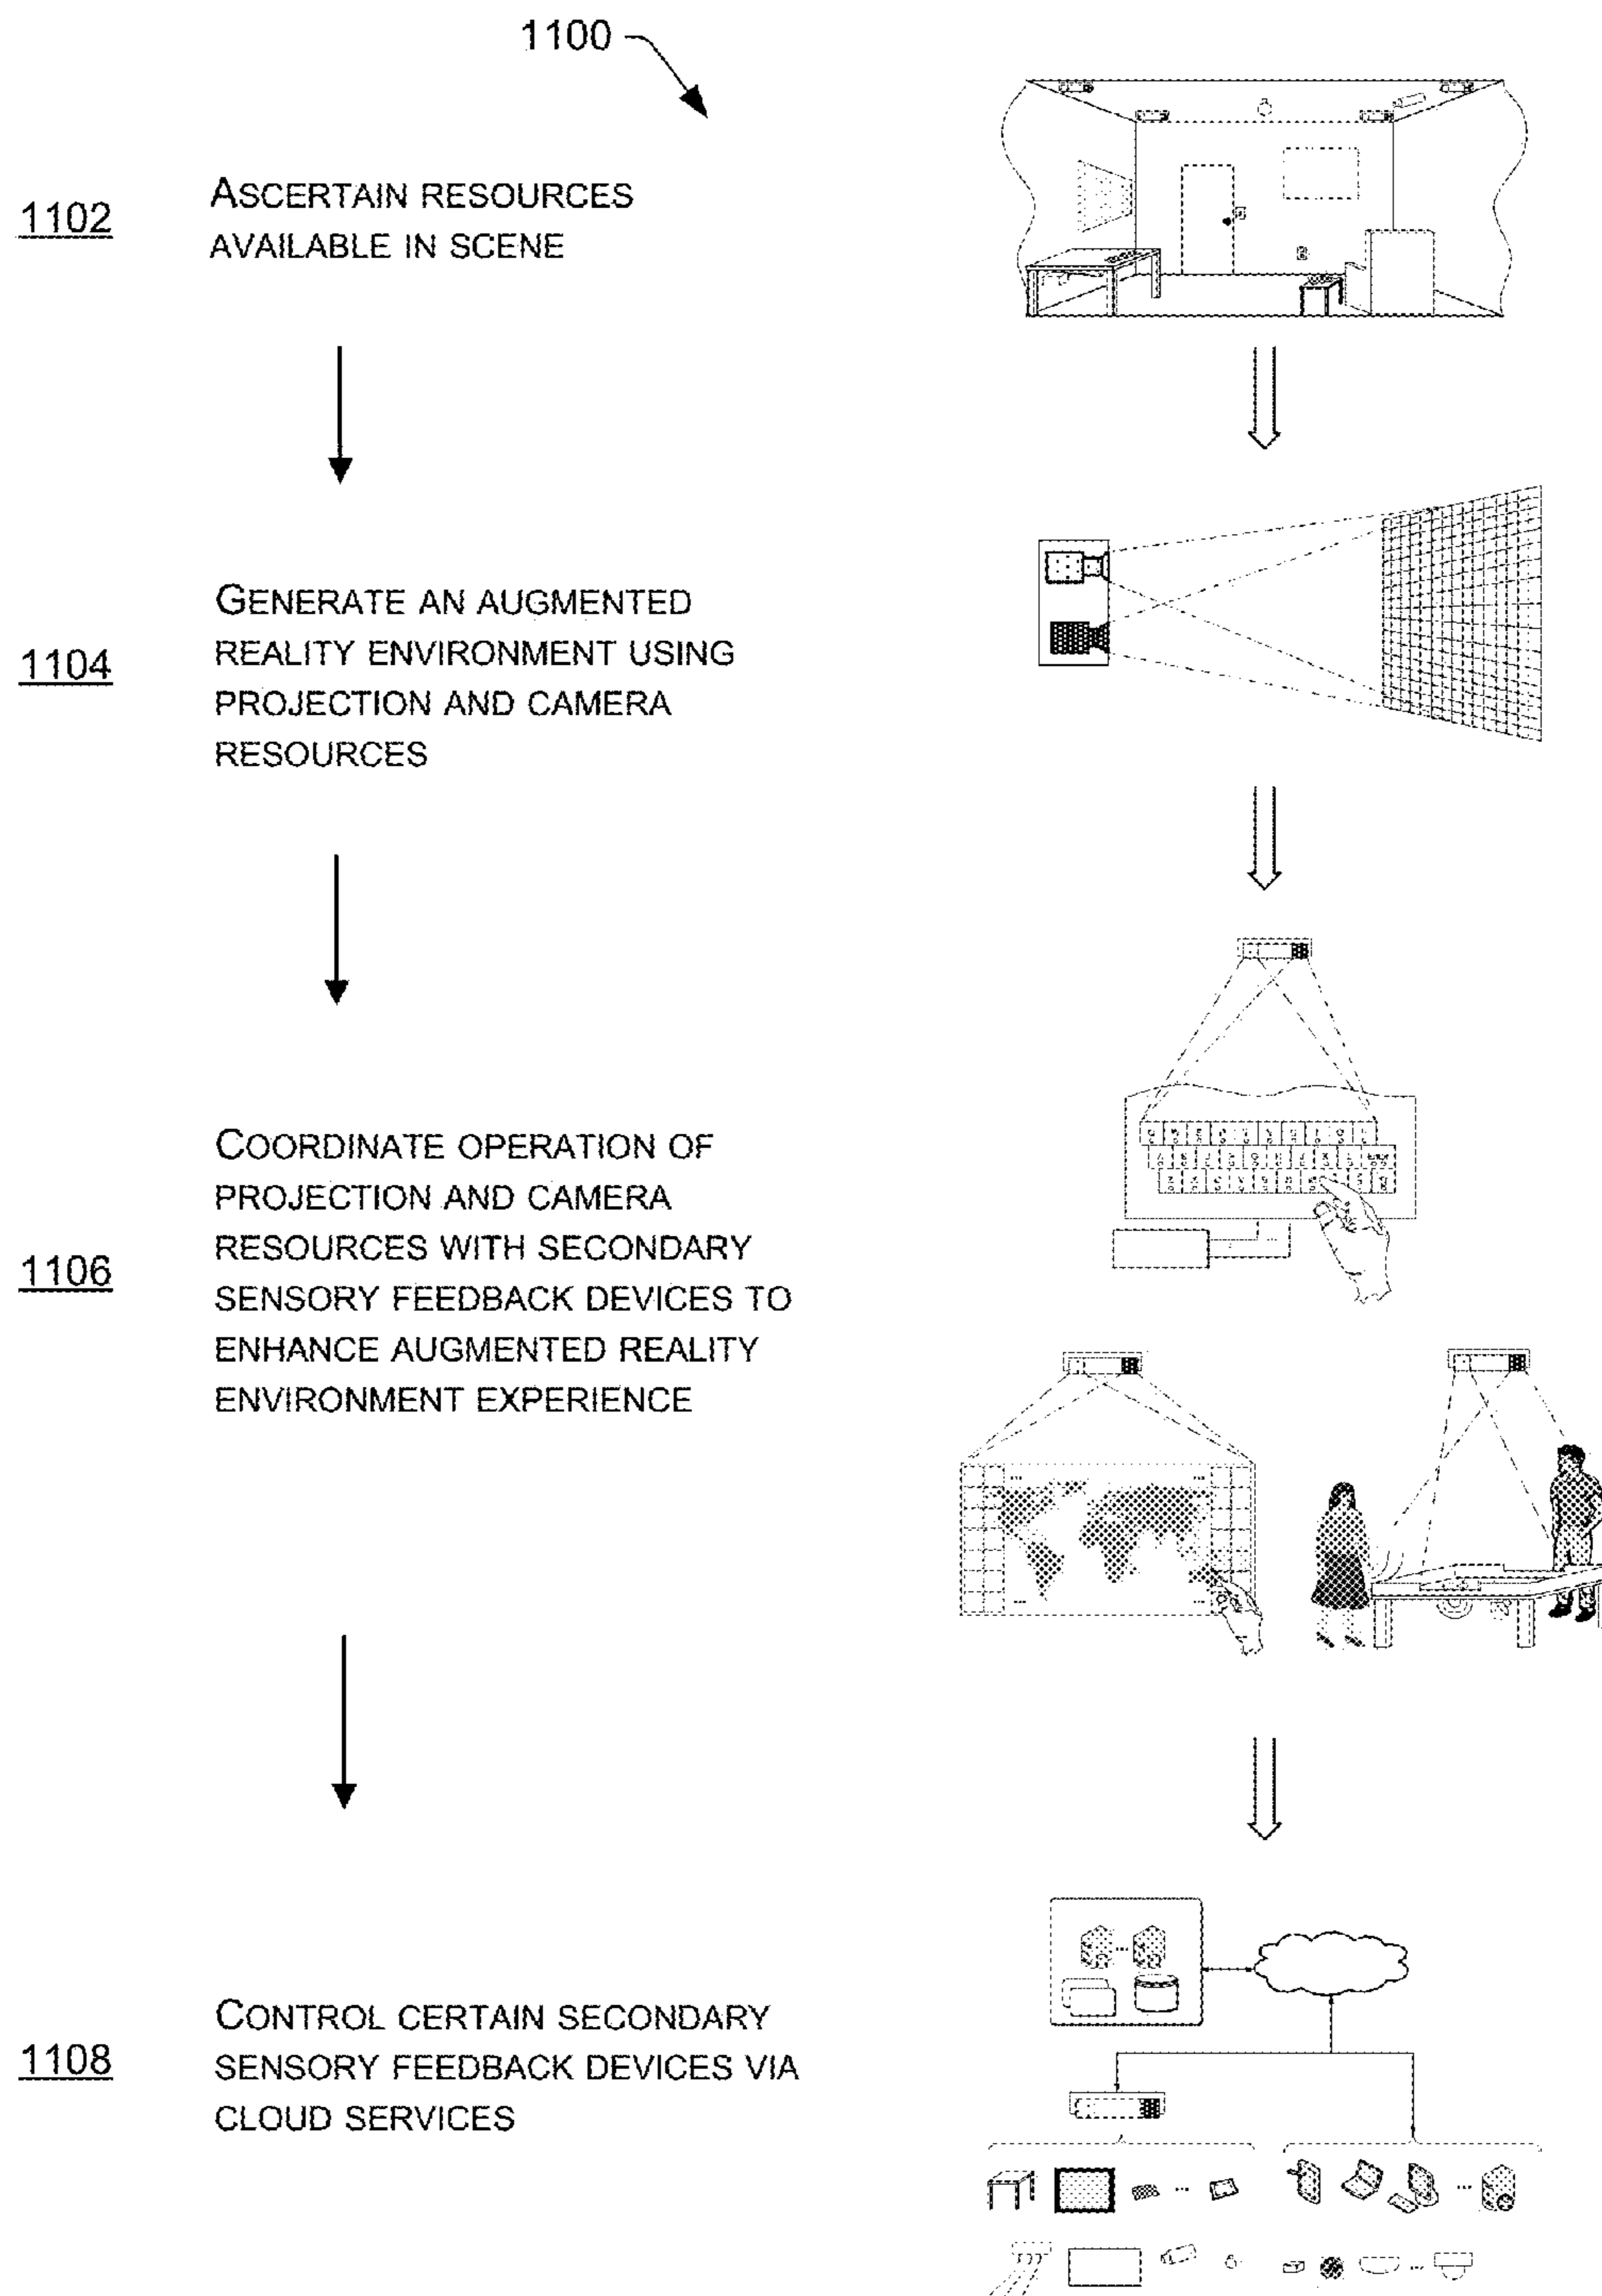 1100
1102
ASCERTAIN RESOURCES
AVAILABLE IN SCENE
1104
GENERATE AN AUGMENTED
REALITY ENVIRONMENT USING
PROJECTION AND CAMERA
RESOURCES
1106
COORDINATE OPERATION OF
PROJECTION AND CAMERA
RESOURCES WITH SECONDARY
SENSORY FEEDBACK DEVICES TO
ENHANCE AUGMENTED REALITY
ENVIRONMENT EXPERIENCE
1108
CONTROL CERTAIN SECONDARY
SENSORY FEEDBACK DEVICES VIA
CLOUD SERVICES